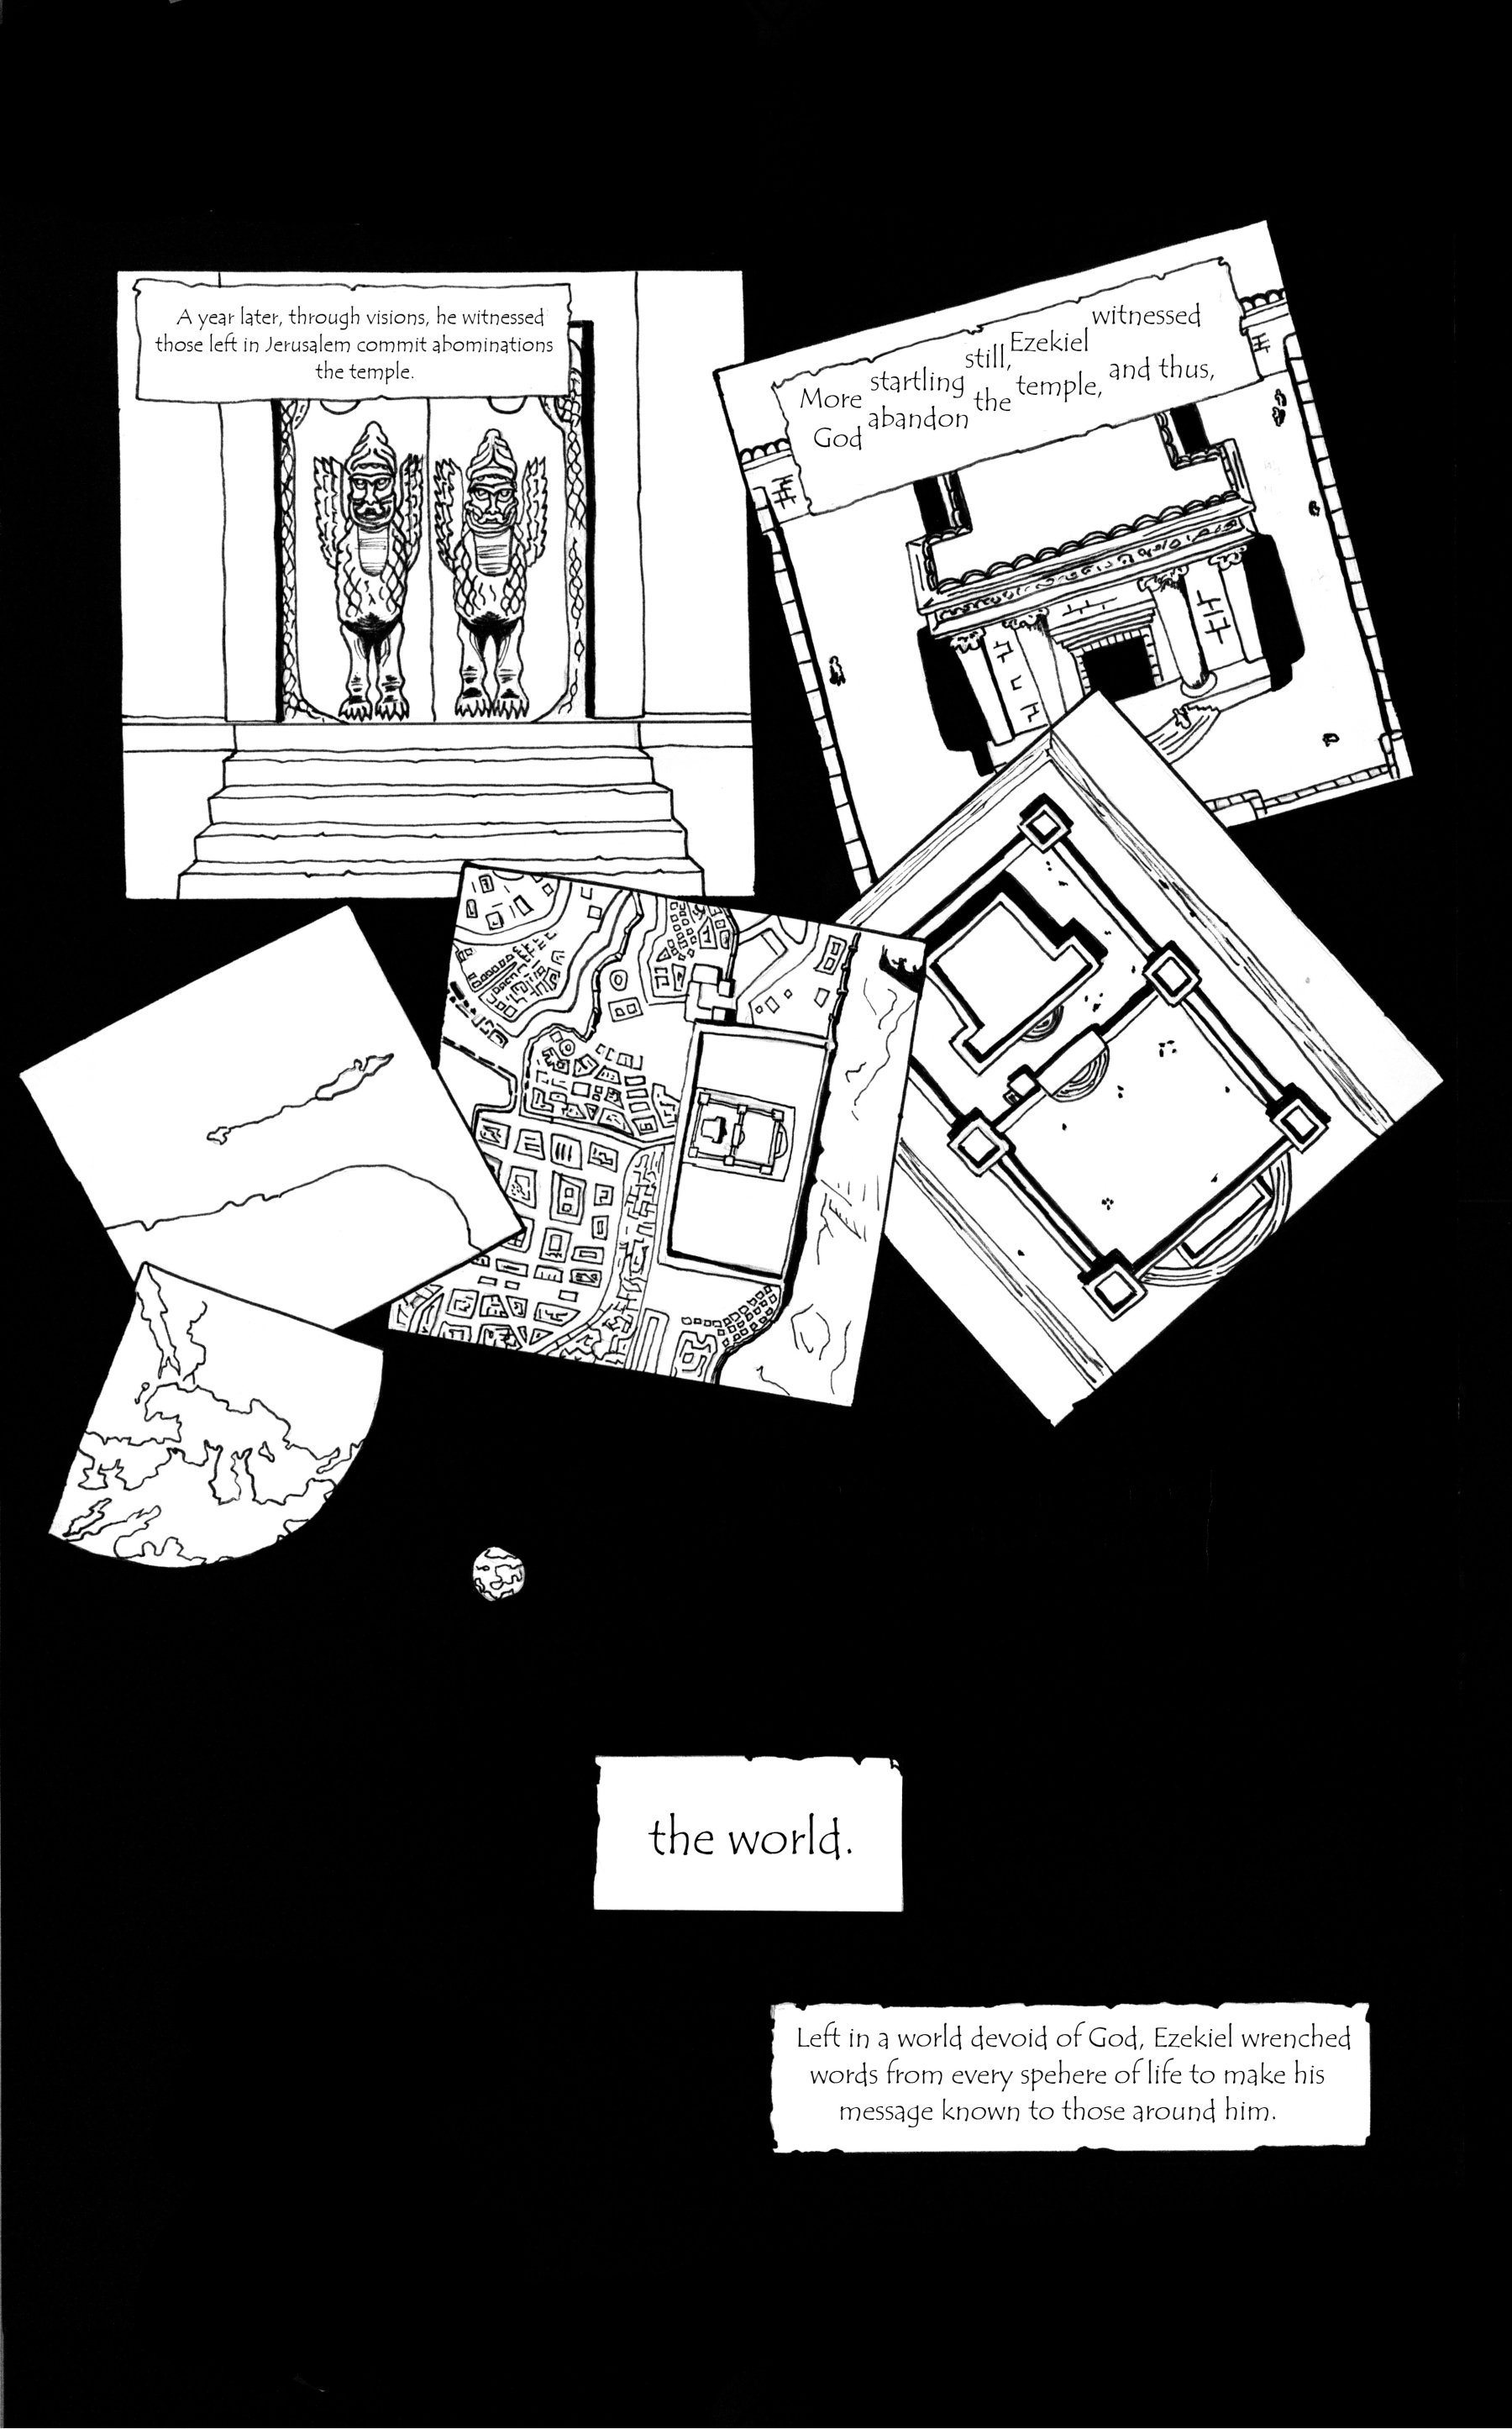 A year later, through visions, he witnessed
those left in Jerusalem commit abominations
the temple.
More startling still, Ezekiel witnessed
God abandon the temple, and thus,
the world.
Left in a world devoid of God, Ezekiel wrenched
words from every spehere of life to make his
message known to those around him.